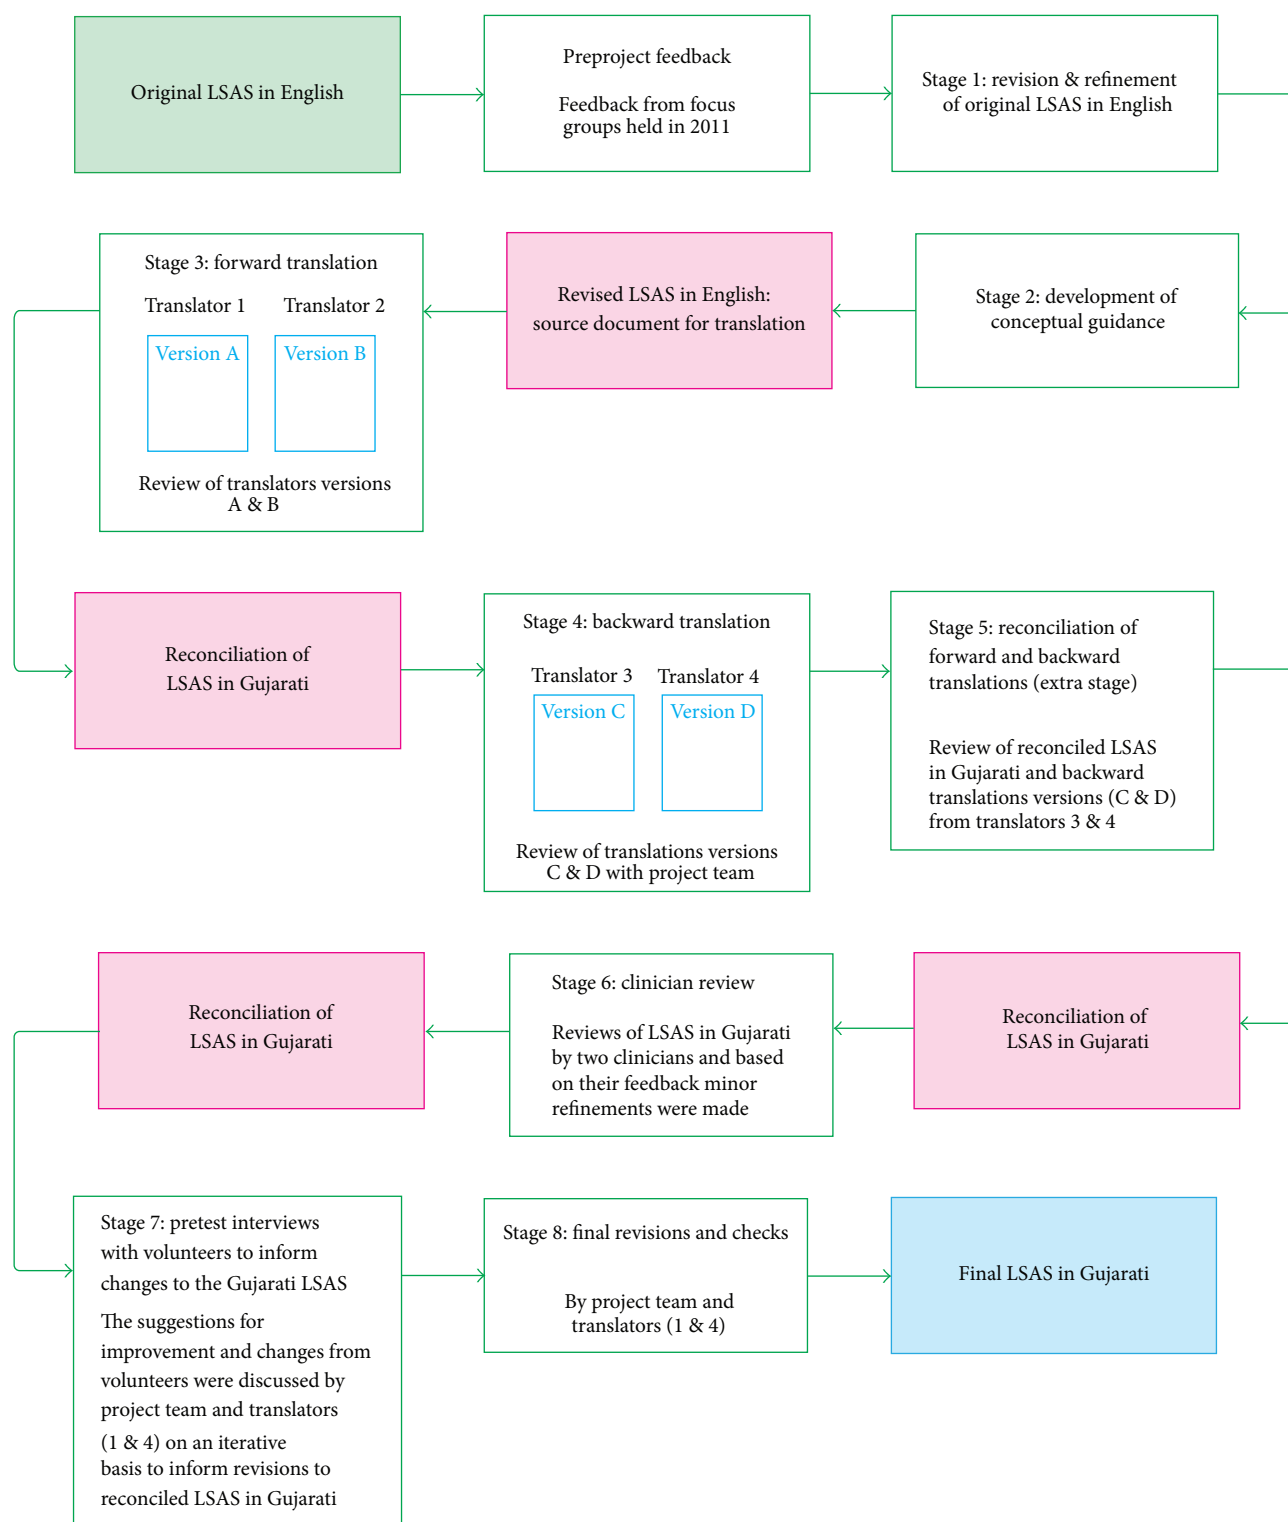 Original LSAS in English
Preproject feedback
Feedback from focus
groups held in 2011
Stage 1: revision & refinement
of original LSAS in English
Stage 2: development of
conceptual guidance
Revised LSAS in English:
source document for translation
Stage 3: forward translation
Translator 1
Translator 2
Version A
Version B
Review of translators versions
A & B
Reconciliation of
LSAS in Gujarati
Stage 4: backward translation
Translator 3
Translator 4
Version C
Version D
Review of translations versions
C & D with project team
Stage 5: reconciliation of
forward and backward
translations (extra stage)
Review of reconciled LSAS
in Gujarati and backward
translations versions (C & D)
from translators 3 & 4
Reconciliation of
LSAS in Gujarati
Stage 6: clinician review
Reviews of LSAS in Gujarati
by two clinicians and based
on their feedback minor
refinements were made
Reconciliation of
LSAS in Gujarati
Stage 7: pretest interviews
with volunteers to inform
changes to the Gujarati LSAS
The suggestions for
improvement and changes from
volunteers were discussed by
project team and translators
(1 & 4) on an iterative
basis to inform revisions to
reconciled LSAS in Gujarati
Stage 8: final revisions and checks
By project team and
translators (1 & 4)
Final LSAS in Gujarati